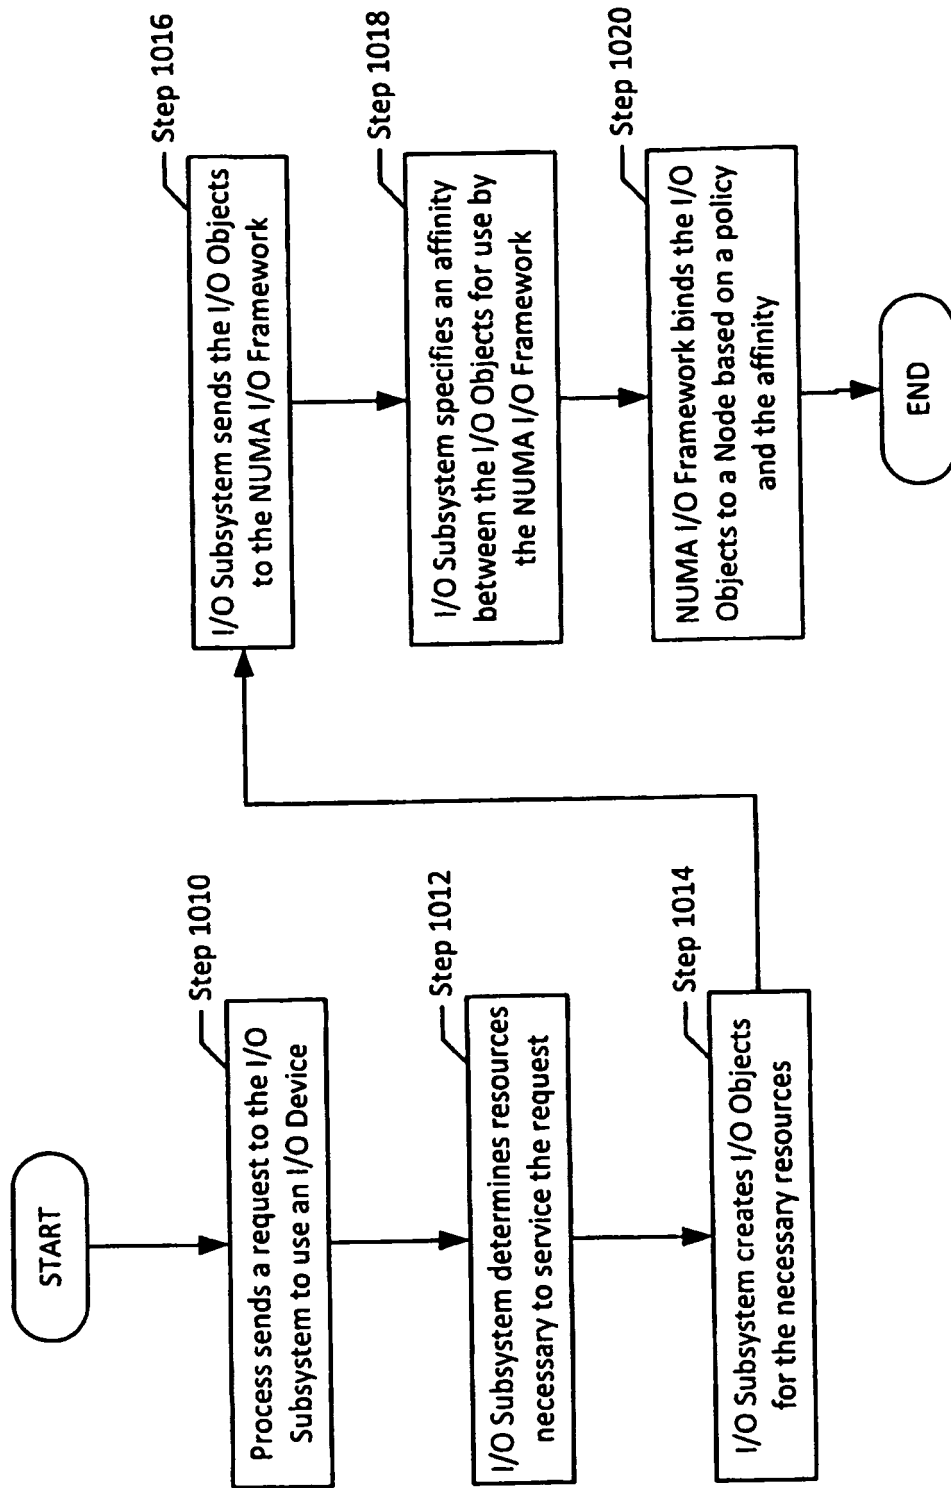 START
Step 1010
Process sends a request to the I/O
Subsystem to use an I/O Device
Step 1012
I/O Subsystem determines resources
necessary to service the request
Step 1014
I/O Subsystem creates I/O Objects
for the necessary resources
Step 1016
I/O Subsystem sends the I/O Objects
to the NUMA I/O Framework
Step 1018
I/O Subsystem specifies an affinity
between the I/O Objects for use by
the NUMA I/O Framework
Step 1020
NUMA I/O Framework binds the I/O
Objects to a Node based on a policy
and the affinity
END